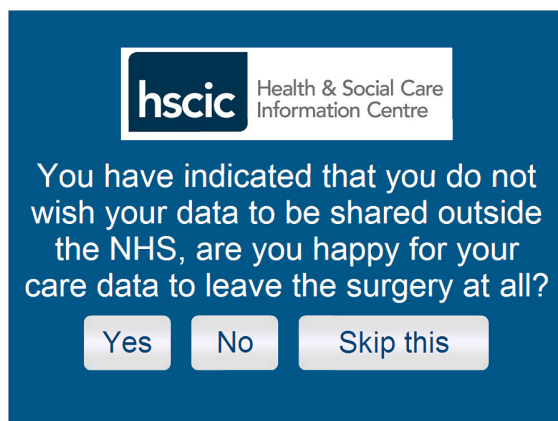 hscic
Health & Social Care
Information Centre
You have indicated that you do not
wish your data to be shared outside
the NHS, are you happy for your
care data to leave the surgery at all?
Yes
No
Skip this